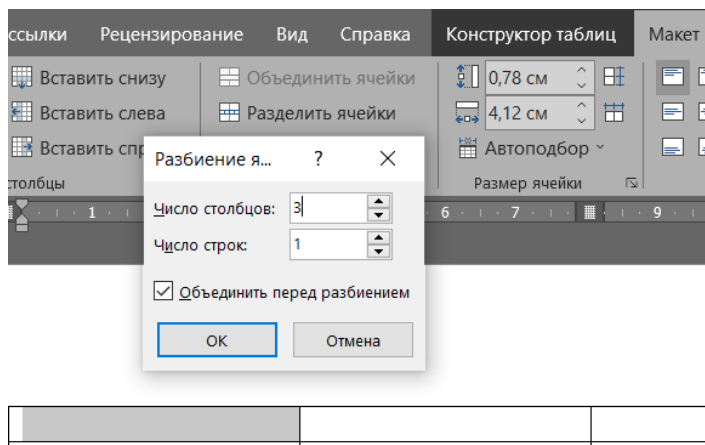 ссылки Рецензирование Вид Справка Конструктор таблиц Макет
Вставить снизу Объединить ячейки 0,78 см
Вставить слева Разделить ячейки 4,12 см
Вставить спр Автоподбор
толбцы Размер ячейки
Разбиение я... ?
Число столбцов: 3
Число строк: 1
Объединить перед разбиением
ОК Отмена
1 6 7 9